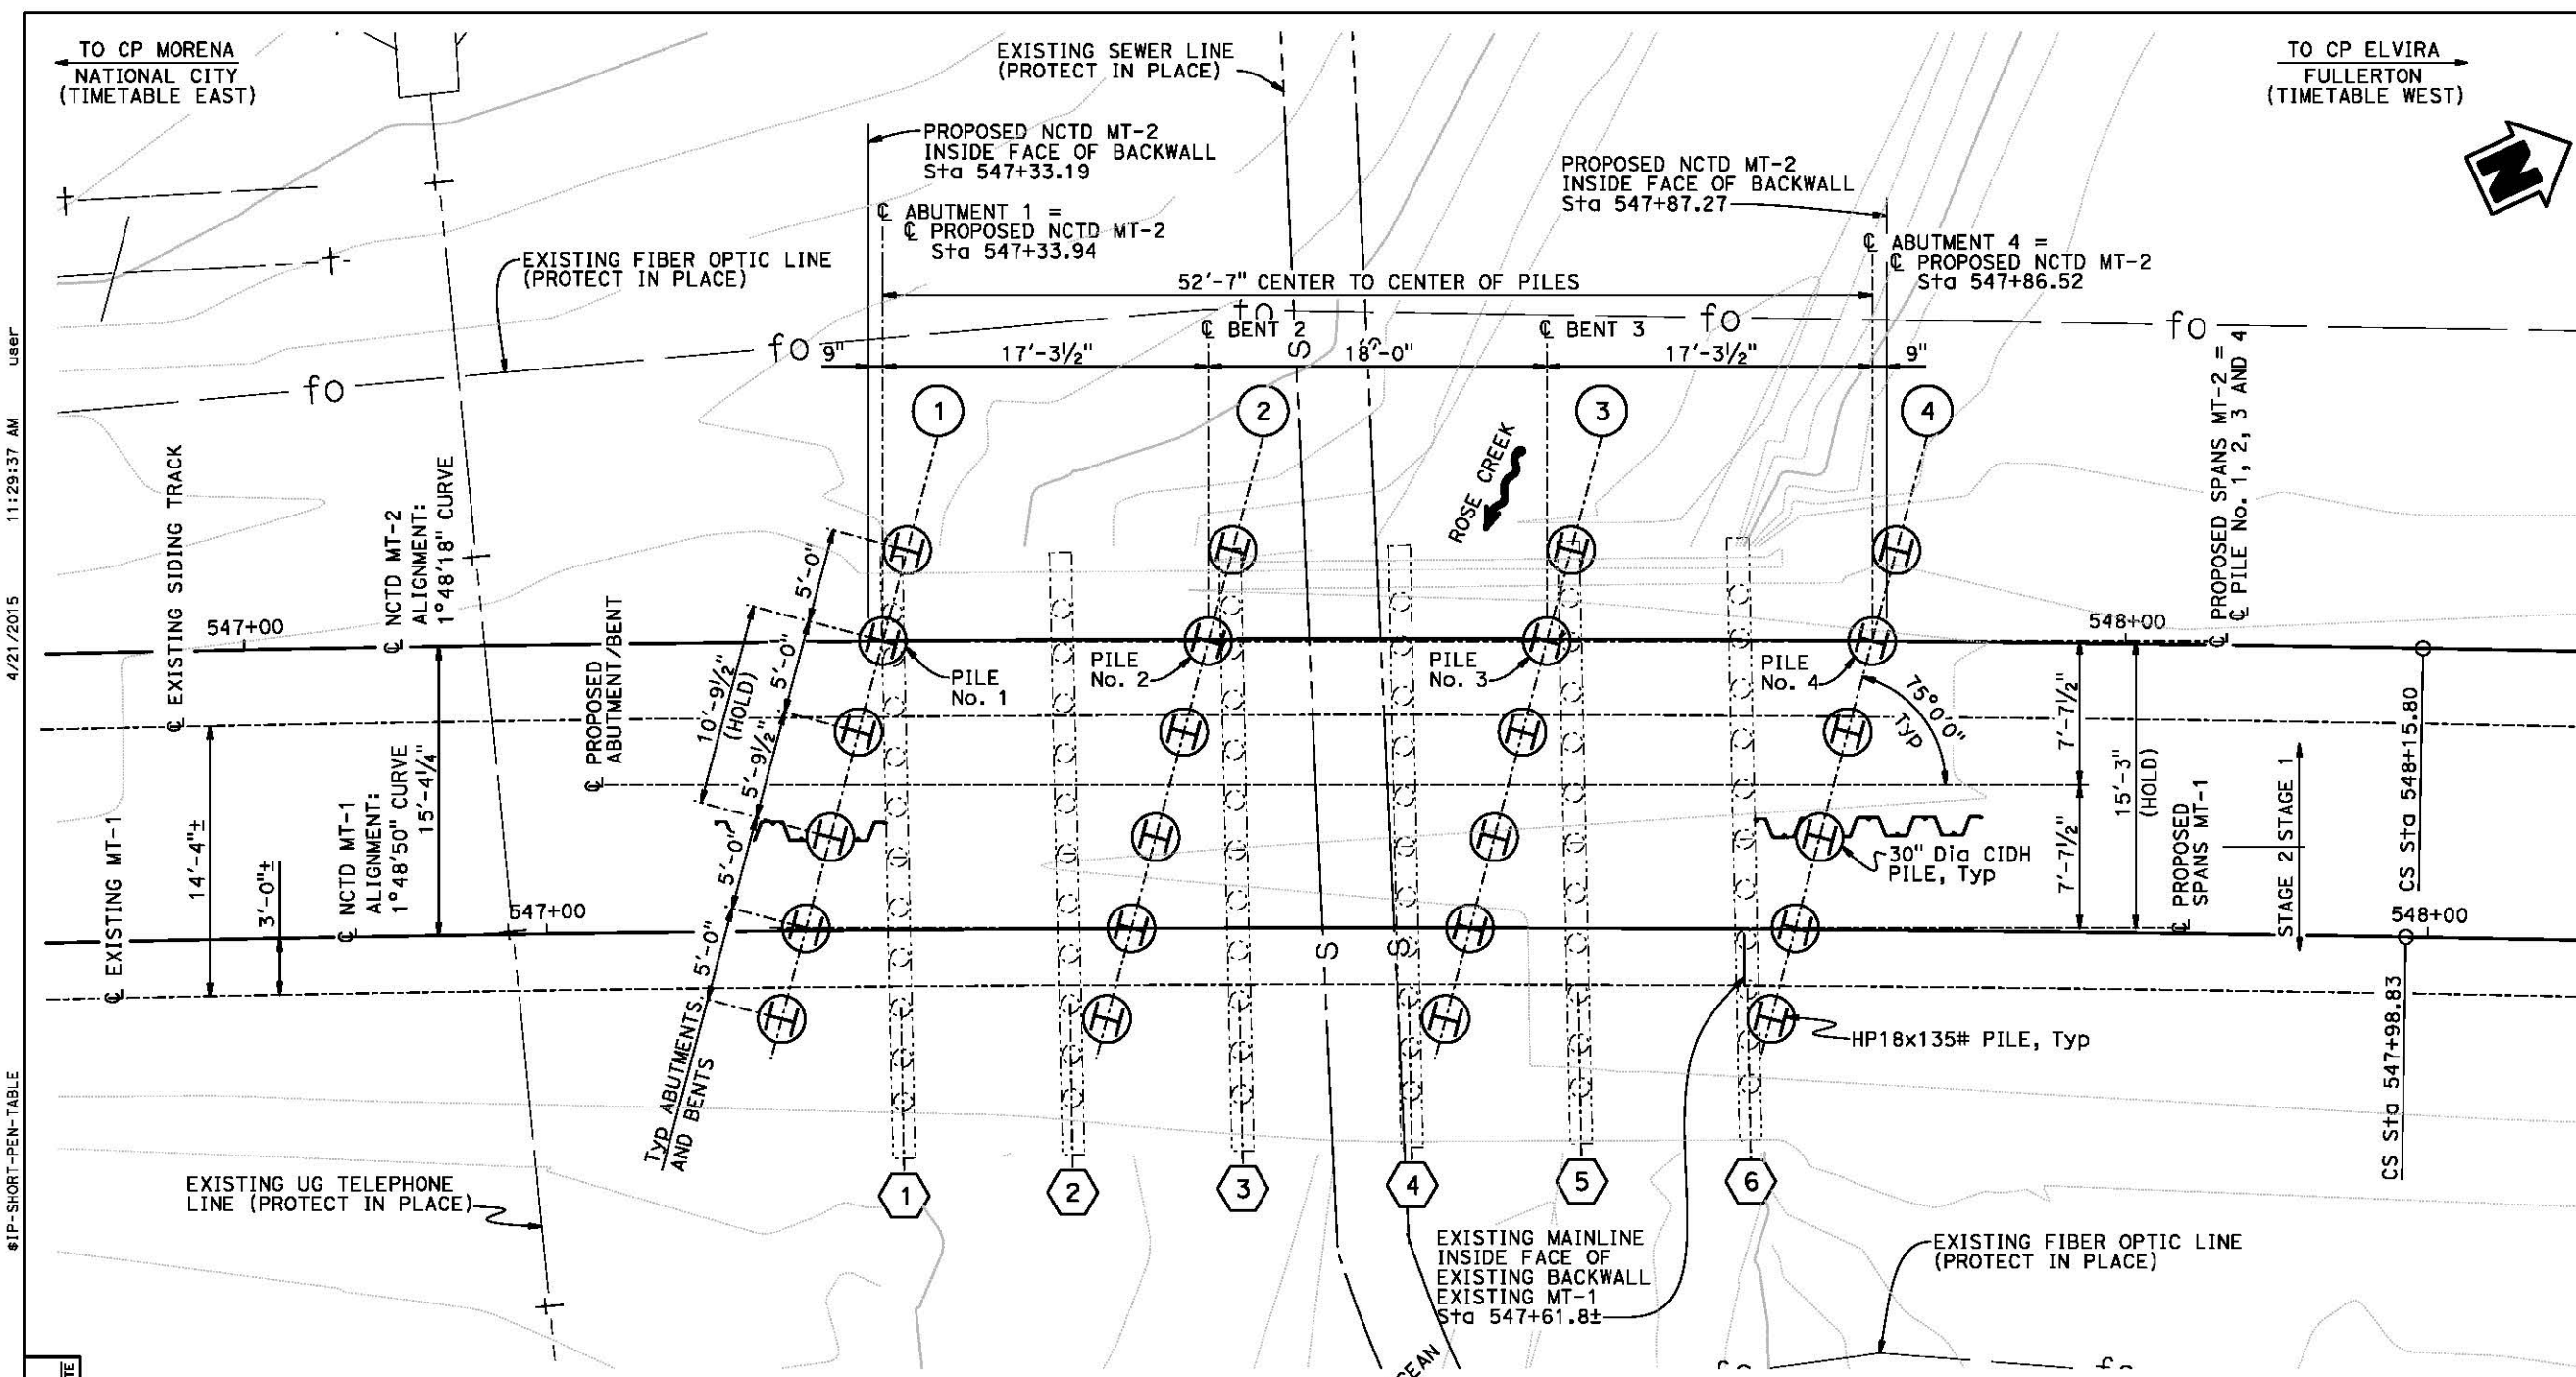 TO CP MORENA
NATIONAL CITY
(TIMETABLE EAST)
EXISTING SEWER LINE
(PROTECT IN PLACE)
TO CP ELVIRA
FULLERTON
(TIMETABLE WEST)
N
PROPOSED NCTD MT-2
INSIDE FACE OF BACKWALL
Sta 547+33.19
PROPOSED NCTD MT-2
INSIDE FACE OF BACKWALL
Sta 547+87.27
℄ ABUTMENT 1 =
℄ PROPOSED NCTD MT-2
Sta 547+33.94
℄ ABUTMENT 4 =
℄ PROPOSED NCTD MT-2
Sta 547+86.52
EXISTING FIBER OPTIC LINE
(PROTECT IN PLACE)
52'-7" CENTER TO CENTER OF PILES
fo
fo
fo
fo
fo
℄ BENT 2
℄ BENT 3
S
S
9"
17'-3½"
18'-0"
17'-3½"
9"
1
2
3
4
ROSE CREEK
℄ PROPOSED SPANS MT-2 =
℄ PILE No. 1, 2, 3 AND 4
℄ EXISTING SIDING TRACK
℄ NCTD MT-2
ALIGNMENT:
1°48'18" CURVE
547+00
548+00
℄ PROPOSED
ABUTMENT/BENT
5'-0"
5'-0"
10'-9½"
(HOLD)
5'-9½"
5'-0"
5'-0"
PILE
No. 1
PILE
No. 2
PILE
No. 3
PILE
No. 4
75°0'0"
Typ
7'-7½"
7'-7½"
15'-3"
(HOLD)
℄ PROPOSED
SPANS MT-1
STAGE 2
STAGE 1
CS Sta 548+15.80
℄ EXISTING MT-1
14'-4"±
3'-0"±
℄ NCTD MT-1
ALIGNMENT:
1°48'50" CURVE
15'-4¼"
547+00
548+00
30" Dia CIDH
PILE, Typ
S
S
HP18x135# PILE, Typ
CS Sta 547+98.83
Typ ABUTMENTS
AND BENTS
1
2
3
4
5
6
EXISTING UG TELEPHONE
LINE (PROTECT IN PLACE)
EXISTING MAINLINE
INSIDE FACE OF
EXISTING BACKWALL
EXISTING MT-1
Sta 547+61.8±
EXISTING FIBER OPTIC LINE
(PROTECT IN PLACE)
4/21/2015 11:29:37 AM user
$IP-SHORT-PEN-TABLE